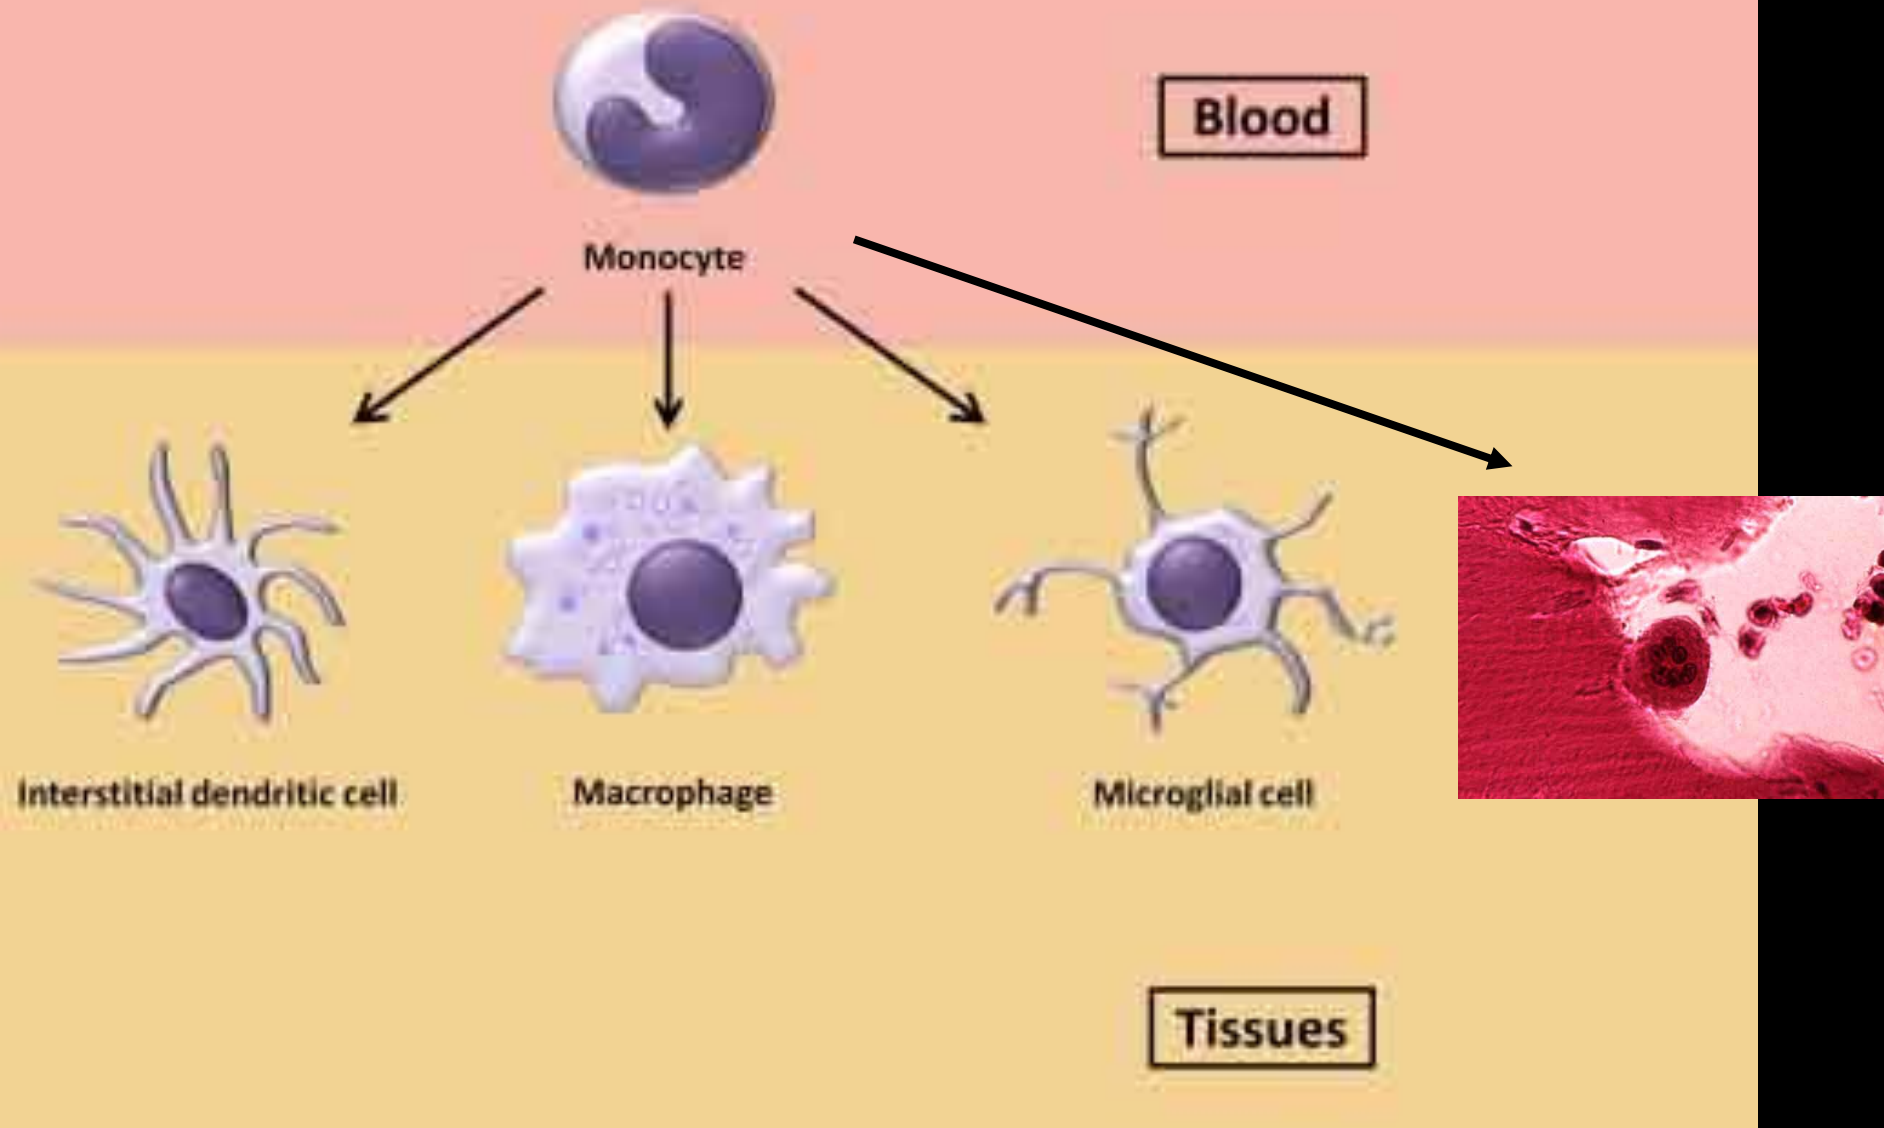 Blood
Monocyte
Interstitial dendritic cell
Macrophage
Microglial cell
Tissues